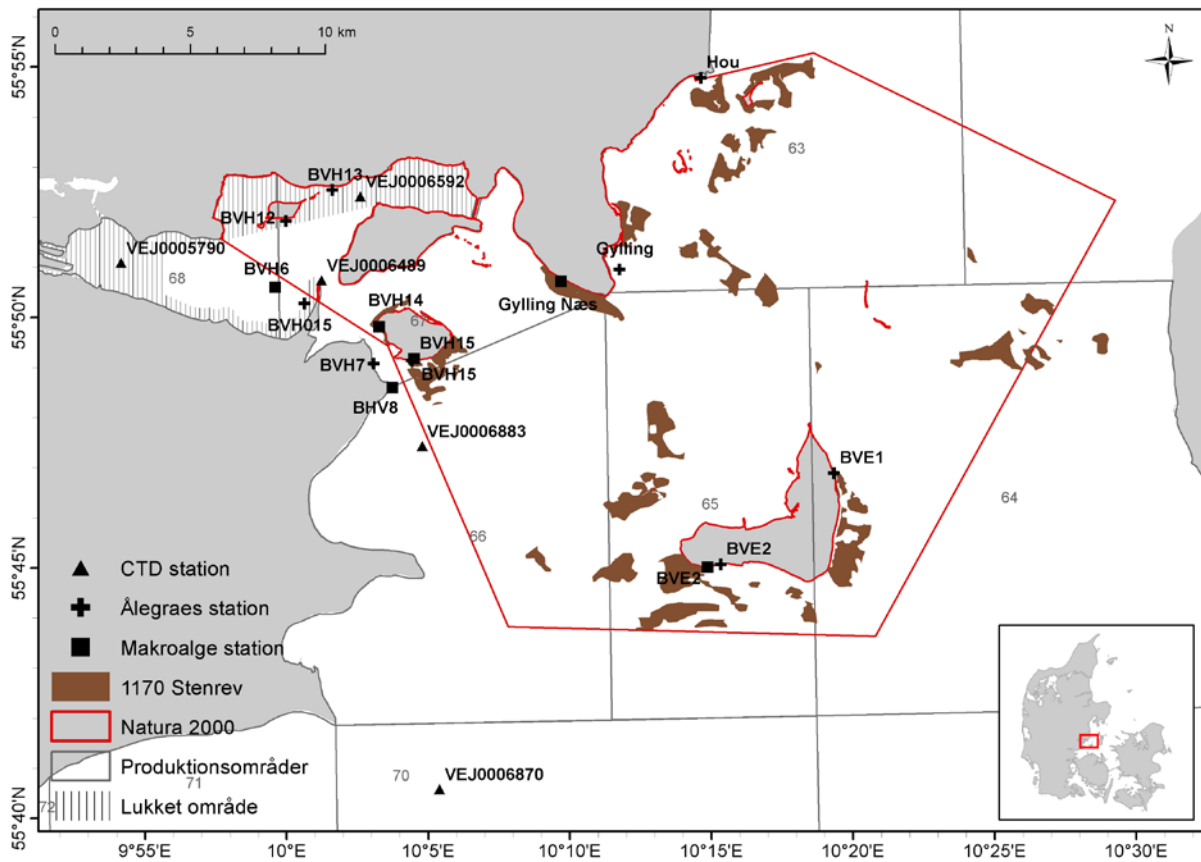 0 5 10 km
N
55°55'N
Hou
63
BVH13
VEJ0006592
BVH12
VEJ0005790
Gylling
BVH6
VEJ0006489
68
Gylling Næs
BVH015
BVH14
55°50'N
67
BVH15
BVH7
BVH15
BHV8
VEJ0006883
BVE1
65
64
66
BVE2
BVE2
55°45'N
CTD station
Ålegraes station
Makroalge station
1170 Stenrev
Natura 2000
Produktionsområder
Lukket område
70
VEJ0006870
71
72
55°40'N
9°55'E 10°0'E 10°5'E 10°10'E 10°15'E 10°20'E 10°25'E 10°30'E